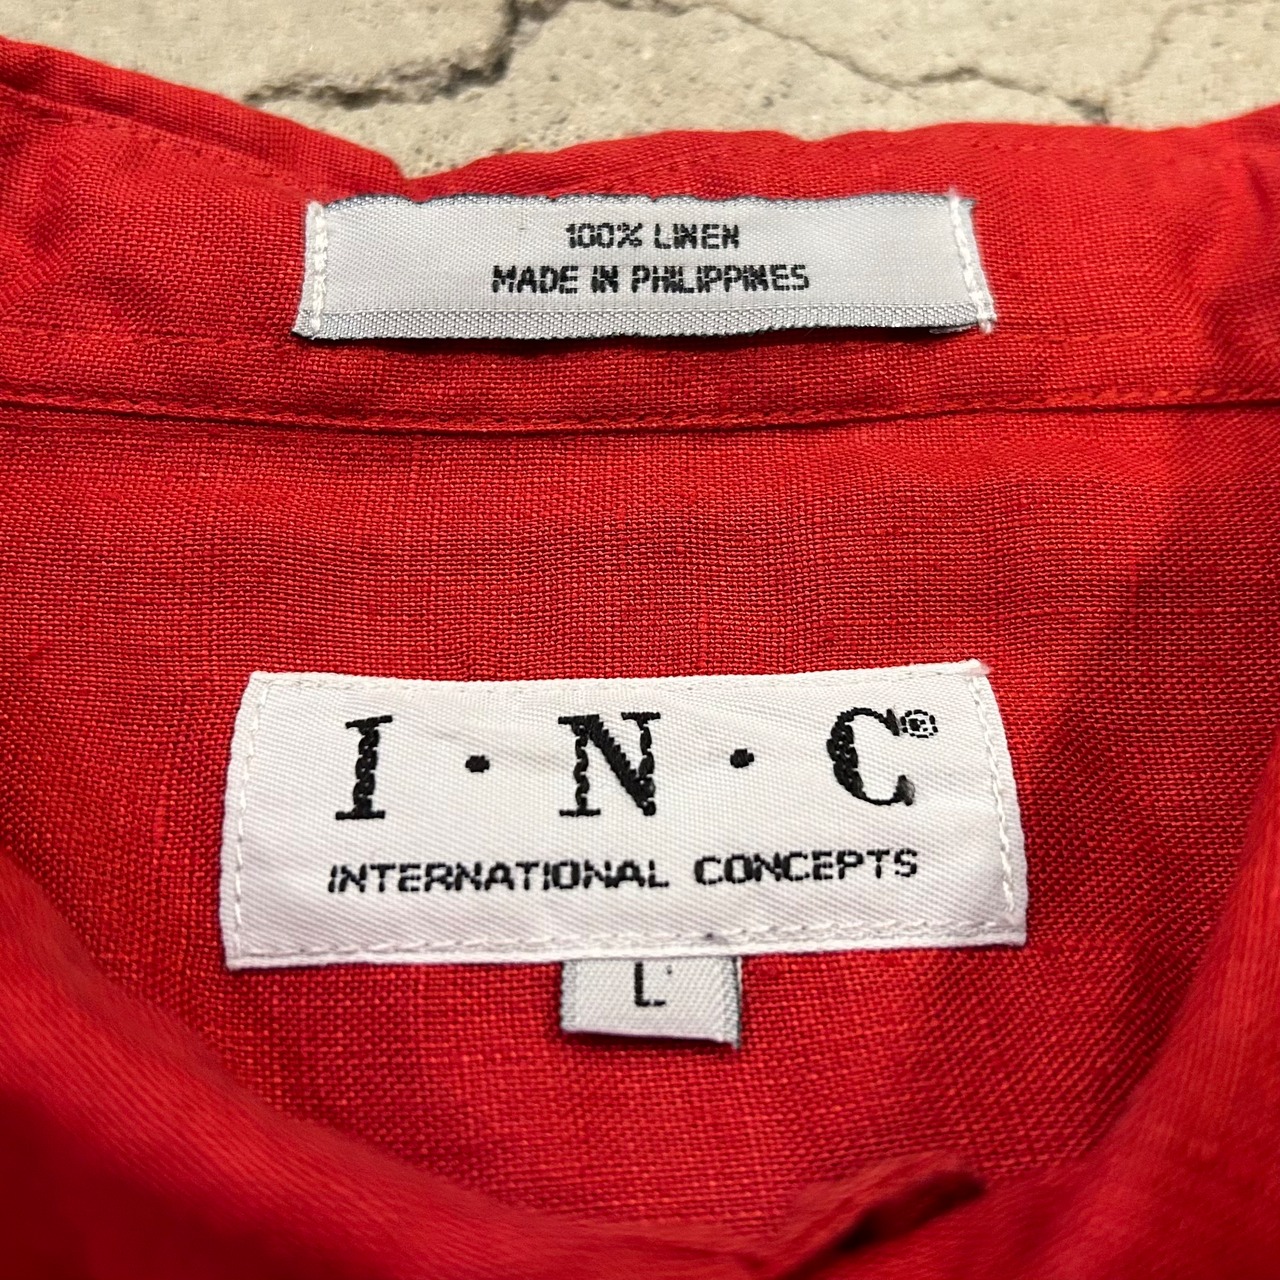 100% LINEN
MADE IN PHILIPPINES
I·N·C®
INTERNATIONAL CONCEPTS
L